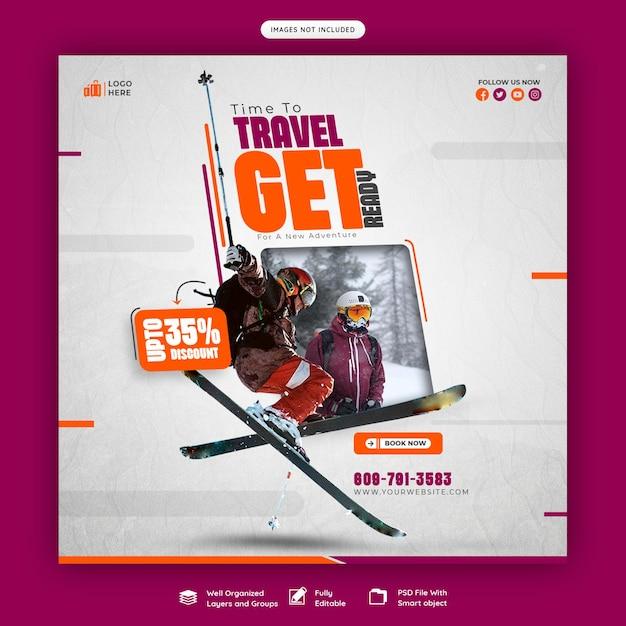 IMAGES NOT INCLUDED
LOGO
HERE
FOLLOW US NOW
Time To
TRAVEL
GET
READY
For A New Adventure
UPTO
35%
DISCOUNT
BOOK NOW
609-791-3583
WWW.YOURWEBSITE.COM
Well Organized
Layers and Groups
Fully
Editable
PSD File With
Smart object